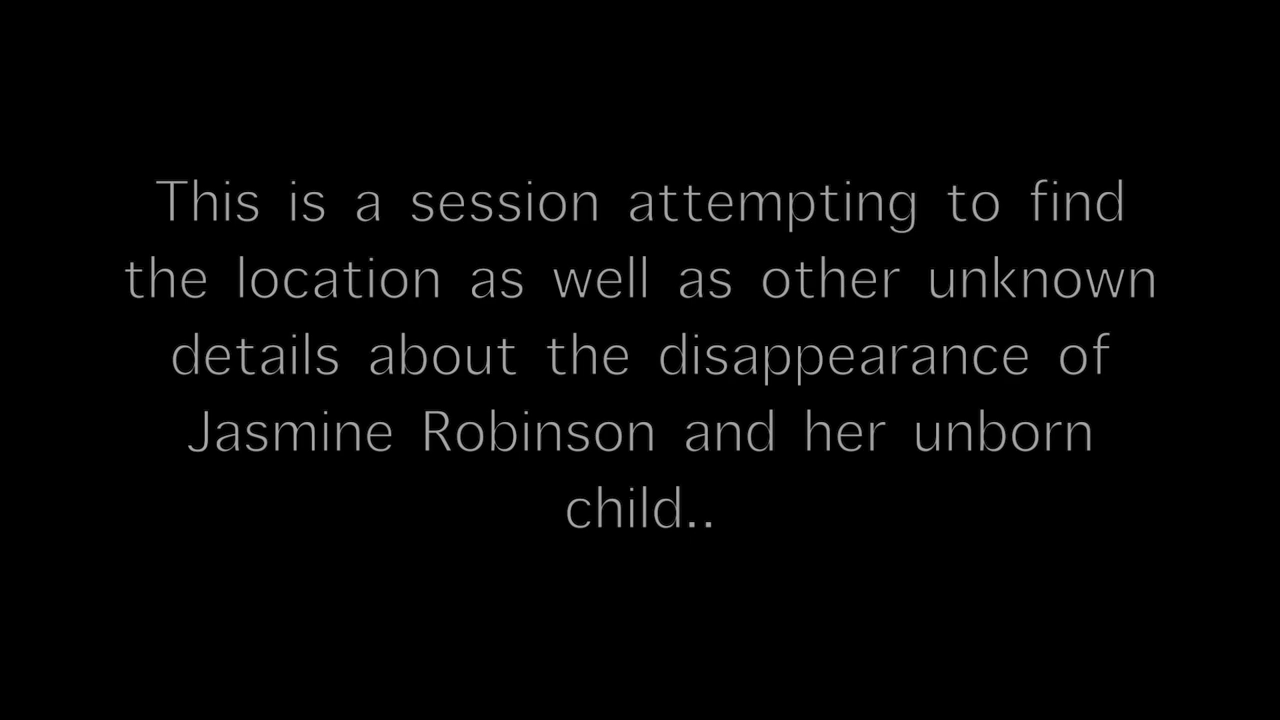 This is a session attempting to find
the location as well as other unknown
details about the disappearance of
Jasmine Robinson and her unborn
child..